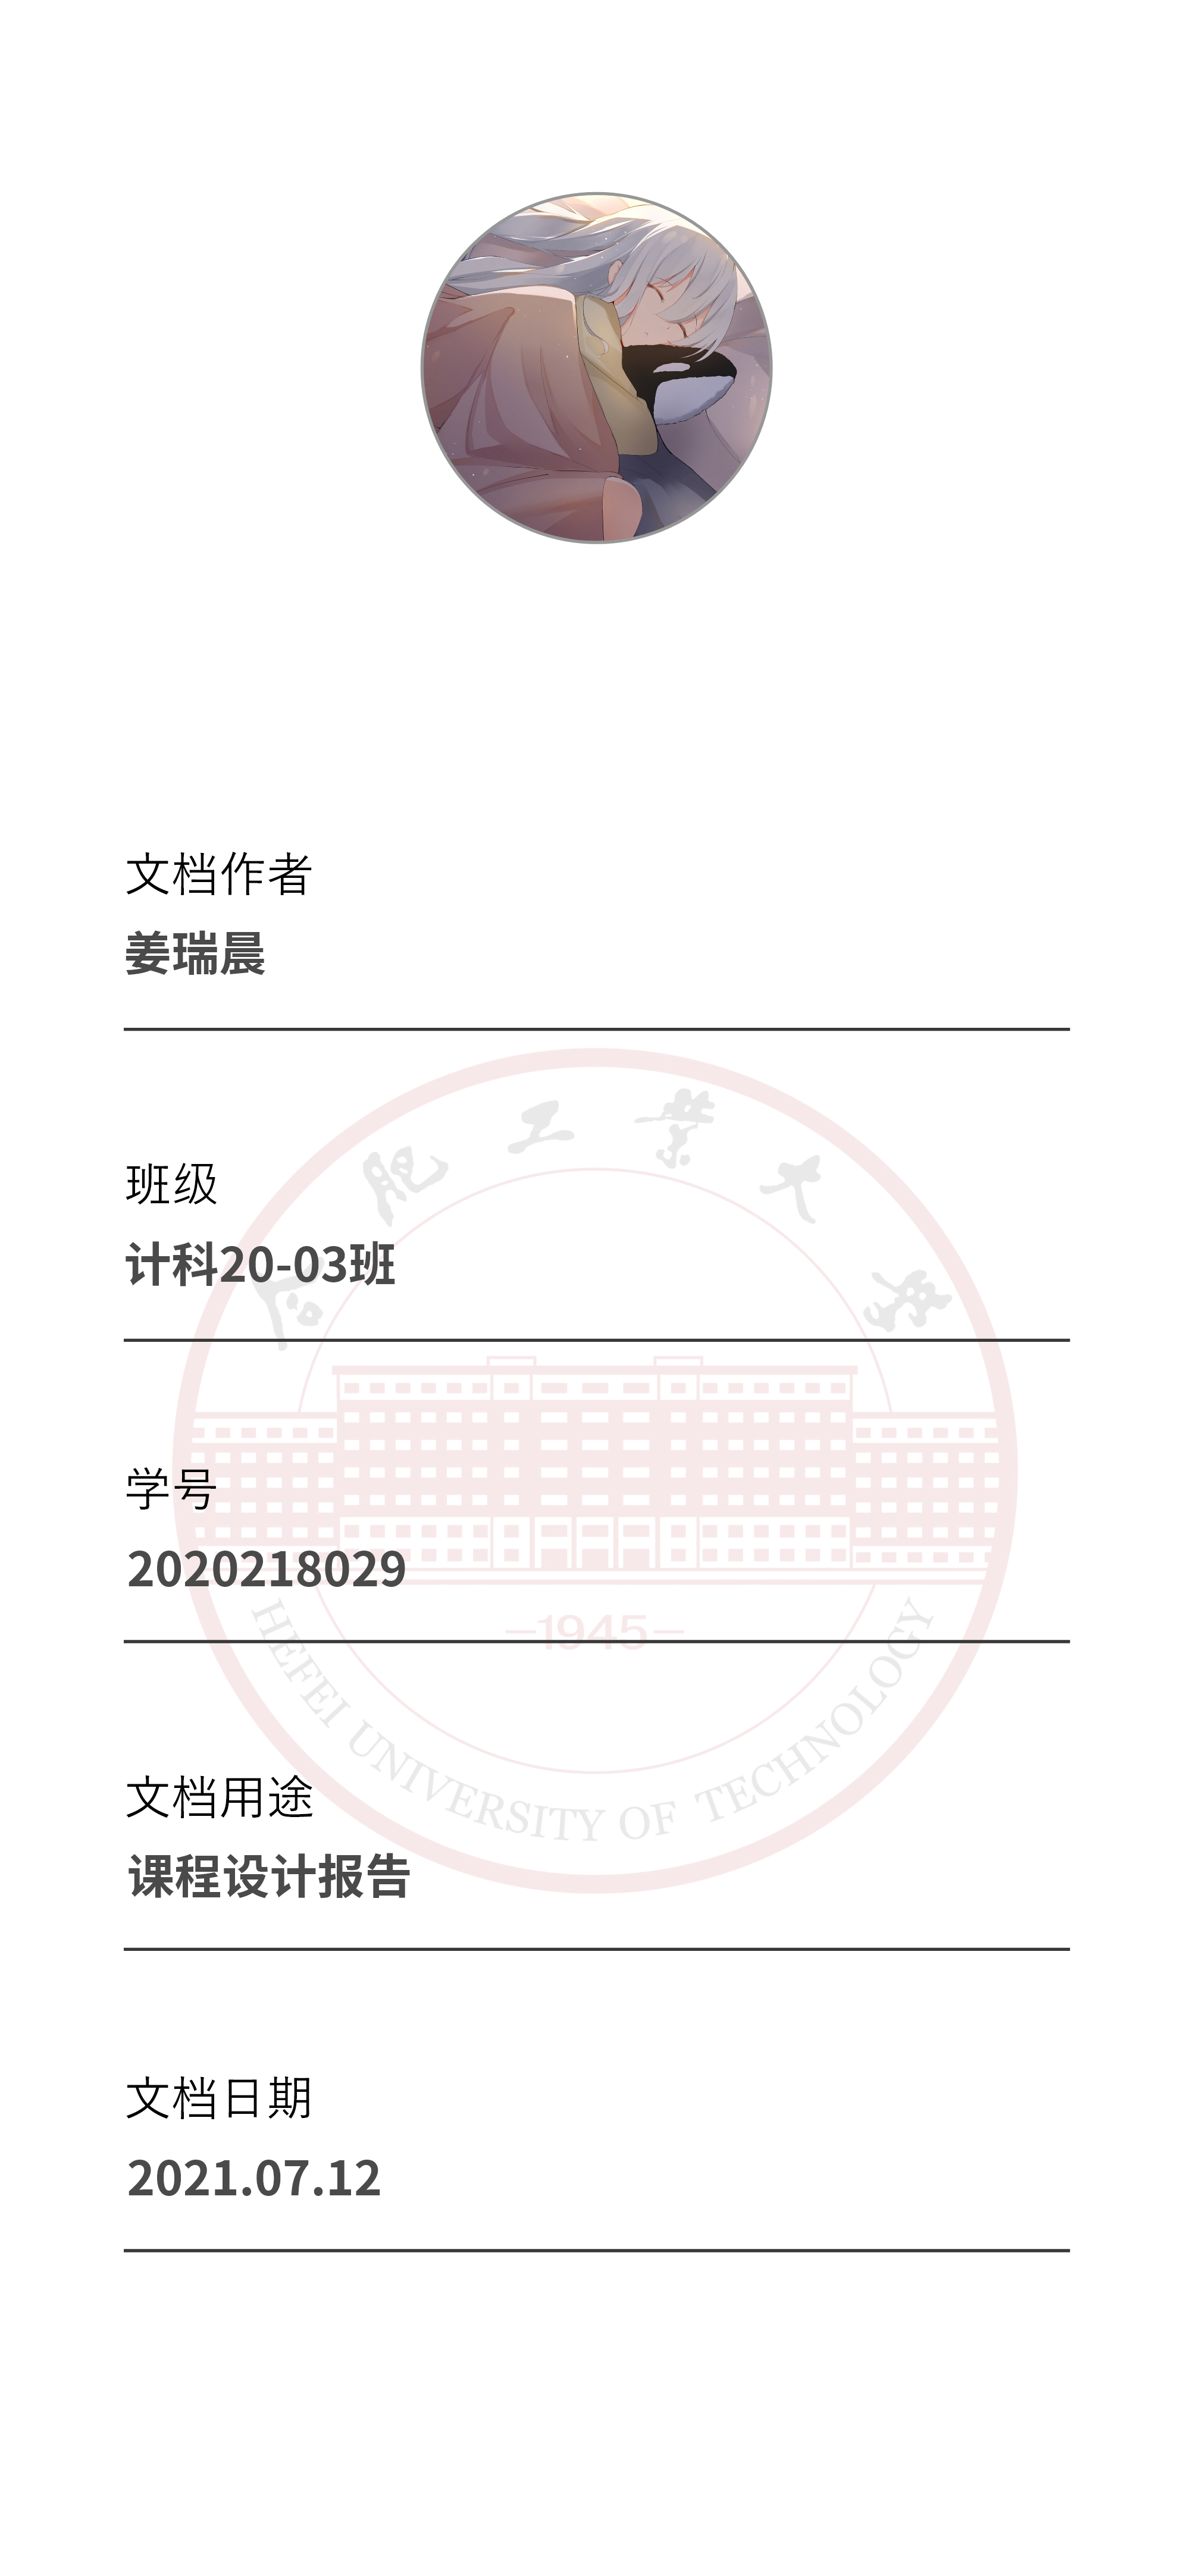 文档作者
姜瑞晨
合肥工業大學
班级
计科20-03班
学号
2020218029
1945
HEFEI UNIVERSITY OF TECHNOLOGY
文档用途
课程设计报告
文档日期
2021.07.12